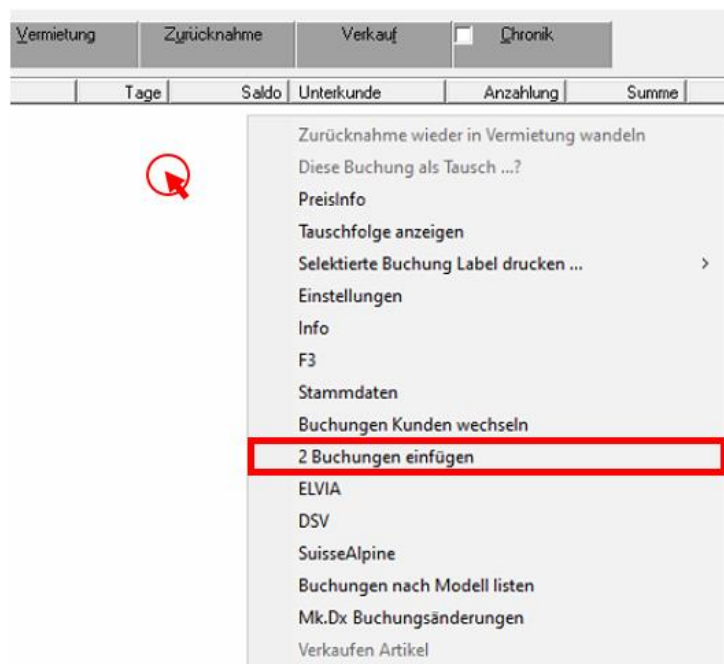 Vermietung Zurücknahme Verkauf Chronik
Tage Saldo Unterkunde Anzahlung Summe
Zurücknahme wieder in Vermietung wandeln
Diese Buchung als Tausch ...?
PreisInfo
Tauschfolge anzeigen
Selektierte Buchung Label drucken ... >
Einstellungen
Info
F3
Stammdaten
Buchungen Kunden wechseln
2 Buchungen einfügen
ELVIA
DSV
SuisseAlpine
Buchungen nach Modell listen
Mk.Dx Buchungsänderungen
Verkaufen Artikel